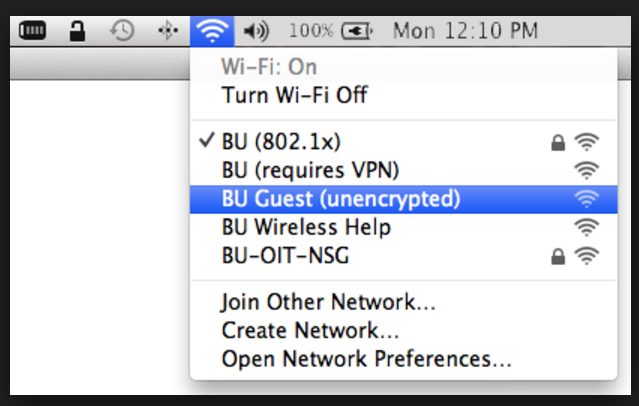 100% Mon 12:10 PM
Wi-Fi: On
Turn Wi-Fi Off
BU (802.1x)
BU (requires VPN)
BU Guest (unencrypted)
BU Wireless Help
BU-OIT-NSG
Join Other Network...
Create Network...
Open Network Preferences...